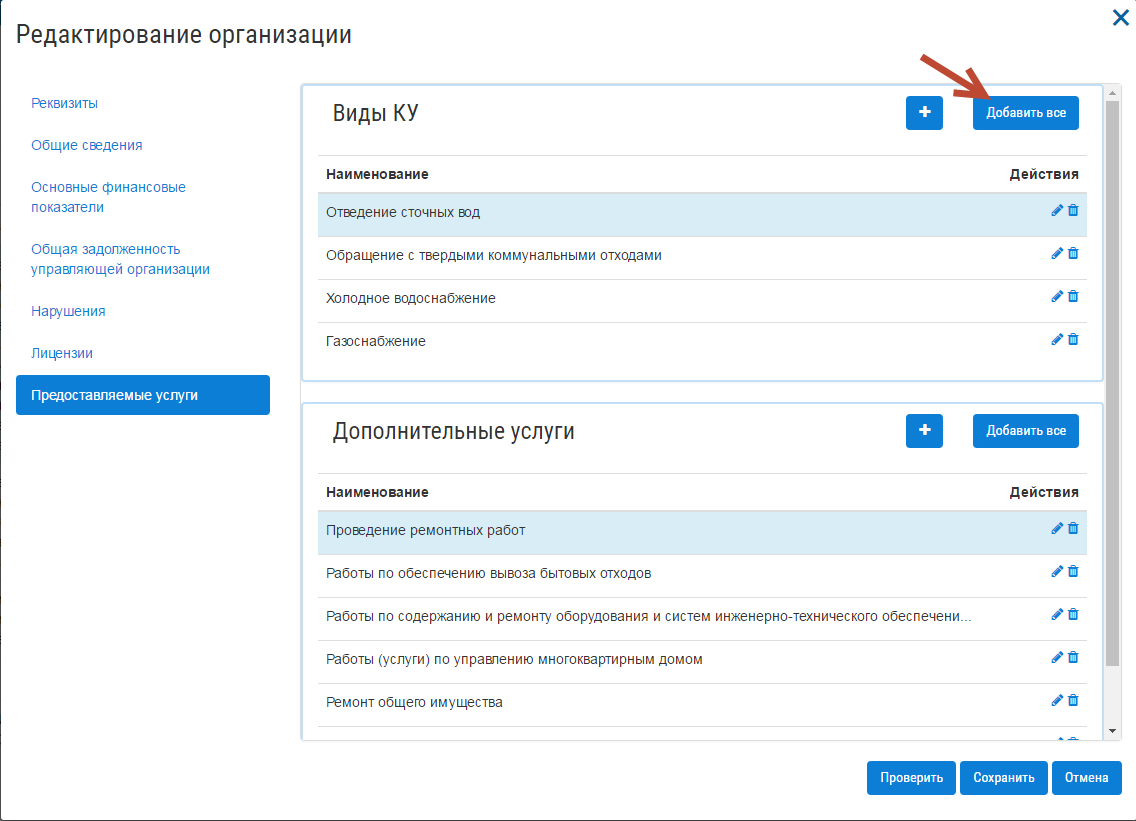 Редактирование организации
Реквизиты
Общие сведения
Основные финансовые
показатели
Общая задолженность
управляющей организации
Нарушения
Лицензии
Предоставляемые услуги
Виды КУ
+
Добавить все
Наименование
Действия
Отведение сточных вод
Обращение с твердыми коммунальными отходами
Холодное водоснабжение
Газоснабжение
Дополнительные услуги
+
Добавить все
Наименование
Действия
Проведение ремонтных работ
Работы по обеспечению вывоза бытовых отходов
Работы по содержанию и ремонту оборудования и систем инженерно-технического обеспечени...
Работы (услуги) по управлению многоквартирным домом
Ремонт общего имущества
Проверить
Сохранить
Отмена